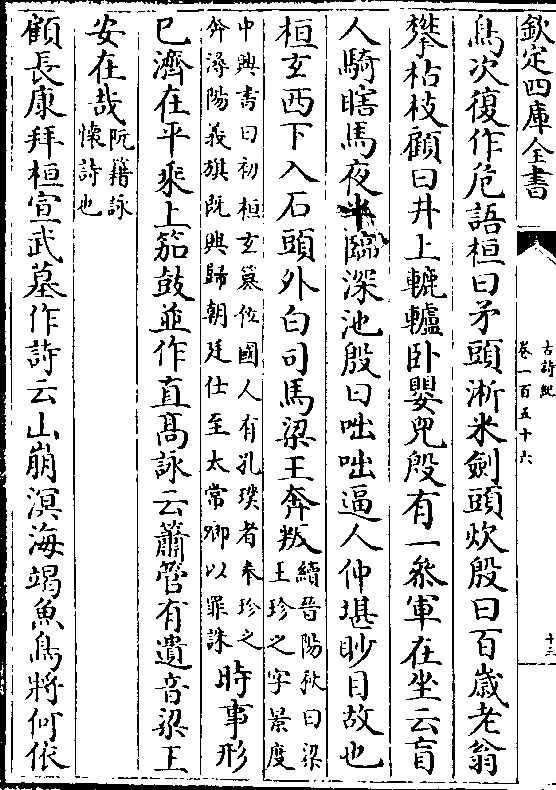 欽定四庫全書
古詩紀
卷一百五十六
十三
鳥次復作危語桓曰矛頭淅米劍頭炊殷曰百歳老翁
攀枯枝顧曰井上轆轤卧嬰兒殷有一叅軍在坐云盲
人騎瞎馬夜半臨深池殷曰咄咄逼人仲堪眇目故也
桓玄西下入石頭外白司馬梁王奔叛
續晉陽秋曰梁
王珍之字景度
中興書曰初桓玄篡位國人有孔璞者奉珍之
奔潯陽義旗既興歸朝廷仕至太常卿以罪誅
時事形
已濟在平乘上笳鼓並作直髙詠云簫管有遺音梁王
安在哉
阮籍詠
懷詩也
顧長康拜桓宣武墓作詩云山崩溟海竭魚鳥將何依